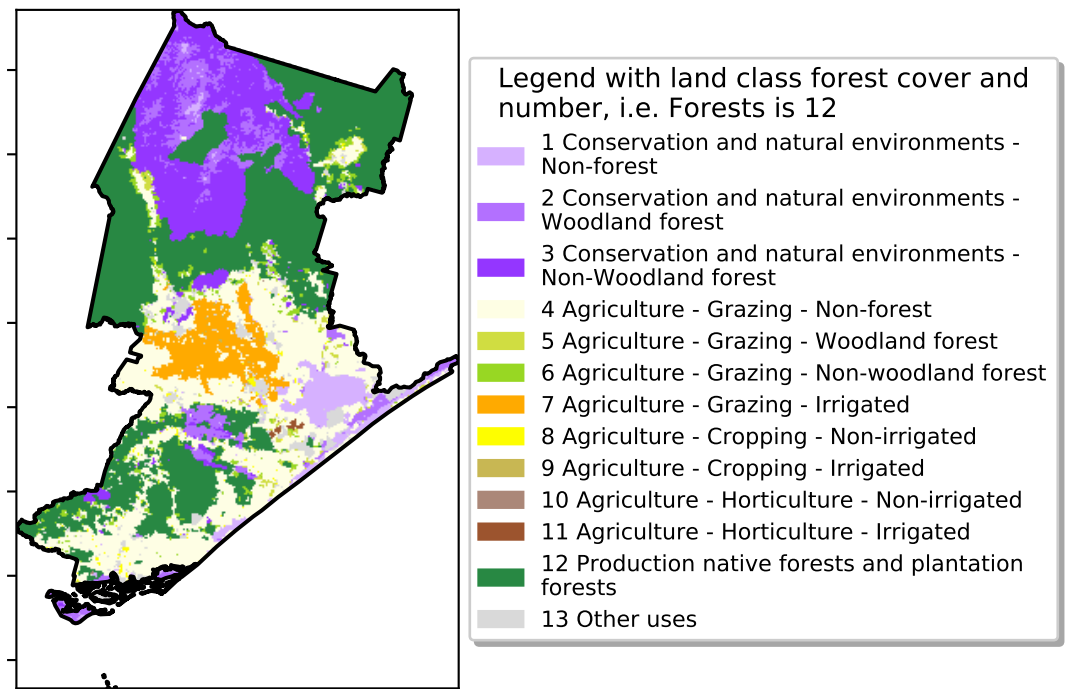 Legend with land class forest cover and
number, i.e. Forests is 12
1 Conservation and natural environments -
Non-forest
2 Conservation and natural environments -
Woodland forest
3 Conservation and natural environments -
Non-Woodland forest
4 Agriculture - Grazing - Non-forest
5 Agriculture - Grazing - Woodland forest
6 Agriculture - Grazing - Non-woodland forest
7 Agriculture - Grazing - Irrigated
8 Agriculture - Cropping - Non-irrigated
9 Agriculture - Cropping - Irrigated
10 Agriculture - Horticulture - Non-irrigated
11 Agriculture - Horticulture - Irrigated
12 Production native forests and plantation
forests
13 Other uses